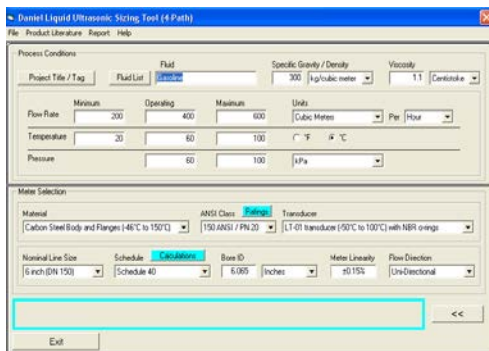 Daniel Liquid Ultrasonic Sizing Tool (4 Path)
File Product Literature Report Help
Process Conditions
Fluid Specific Gravity / Density Viscosity
Project Title / Tag Fluid List Gasoline 300 kg/cubic meter 1.1 Centistoke
Minimum Operating Maximum Units
Flow Rate 200 400 600 Cubic Meters Per Hour
Temperature 20 60 100 °F °C
Pressure 60 100 kPa
Meter Selection
Material ANSI Class Ratings Transducer
Carbon Steel Body and Flanges (-46°C to 150°C) 150 ANSI / PN 20 LT-01 transducer (-50°C to 100°C) with NBR o-rings
Nominal Line Size Schedule Calculations Bore ID Meter Linearity Flow Direction
6 inch (DN 150) Schedule 40 6.065 Inches ±0.15% Uni-Directional
<<
Exit